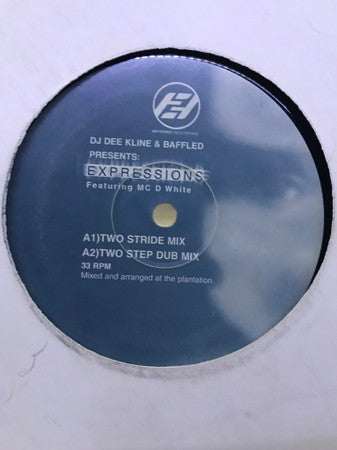 DJ DEE KLINE & BAFFLED
PRESENTS:
EXPRESSIONS
Featuring MC D White
A1)TWO STRIDE MIX
A2)TWO STEP DUB MIX
33 RPM
Mixed and arranged at the plantation.